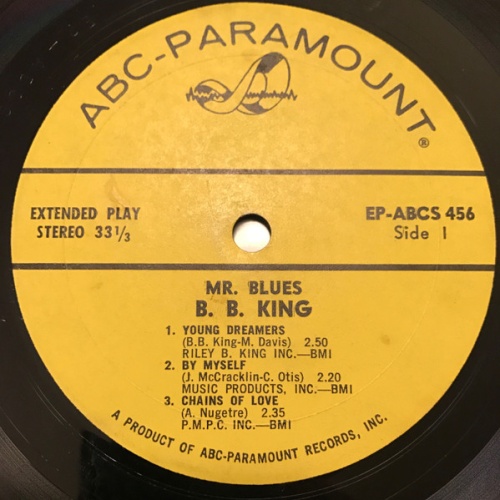 ABC-PARAMOUNT®
EXTENDED PLAY
STEREO 33 1/3
EP-ABCS 456
Side 1
MR. BLUES
B. B. KING
1. YOUNG DREAMERS
(B.B. King-M. Davis) 2.50
RILEY B. KING INC.—BMI
2. BY MYSELF
(J. McCracklin-C. Otis) 2.20
MUSIC PRODUCTS, INC.—BMI
3. CHAINS OF LOVE
(A. Nugetre) 2.35
P.M.P.C. INC.—BMI
A PRODUCT OF ABC-PARAMOUNT RECORDS, INC.